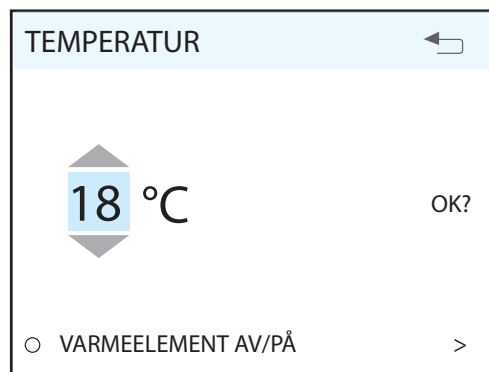 TEMPERATUR
18 °C
OK?
VARMEELEMENT AV/PÅ >